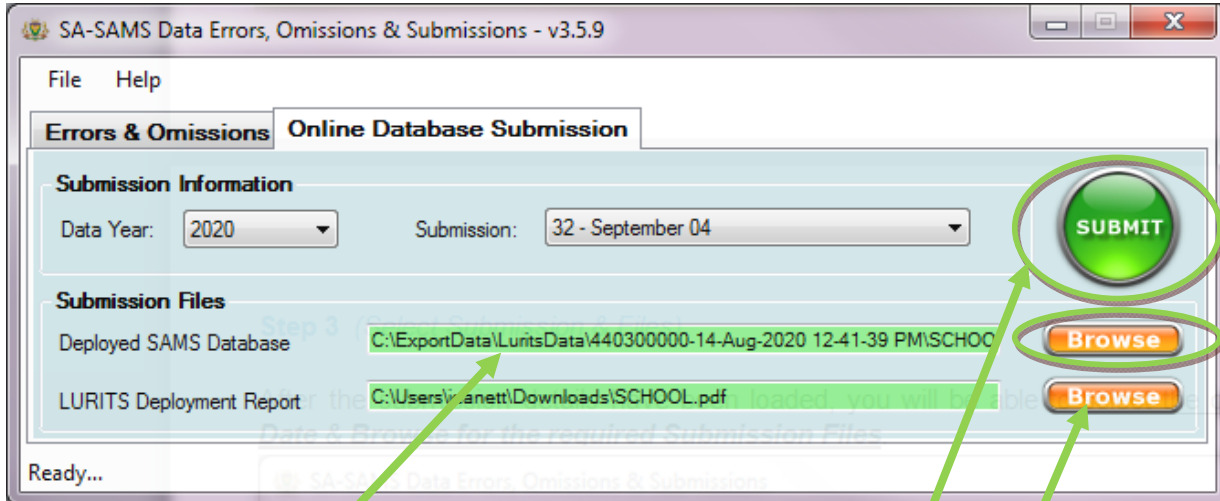 SA-SAMS Data Errors, Omissions & Submissions - v3.5.9
File Help
Errors & Omissions Online Database Submission
Submission Information
Data Year: 2020 Submission: 32 - September 04
SUBMIT
Submission Files
Step 3 (Select Submission & Files)
Deployed SAMS Database C:\ExportData\LuritsData\440300000-14-Aug-2020 12-41-39 PM\SCHOO Browse
LURITS Deployment Report C:\Users\jeanett\Downloads\SCHOOL.pdf Browse
After the loaded, you will be able
Date & Browse for the required Submission Files
Ready...
SA-SAMS Data Errors, Omissions & Submissions